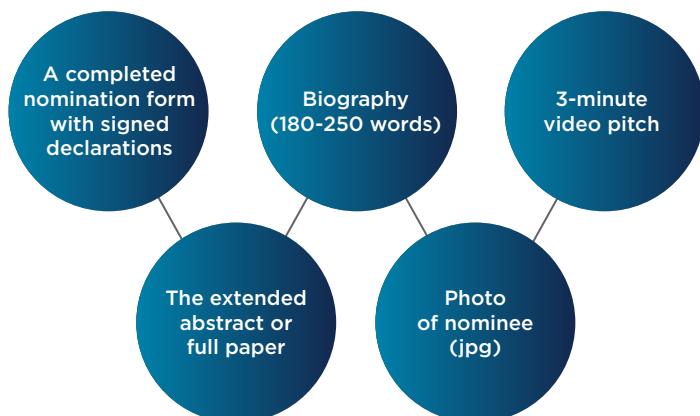 A completed
nomination form
with signed
declarations
Biography
(180-250 words)
3-minute
video pitch
The extended
abstract or
full paper
Photo
of nominee
(jpg)